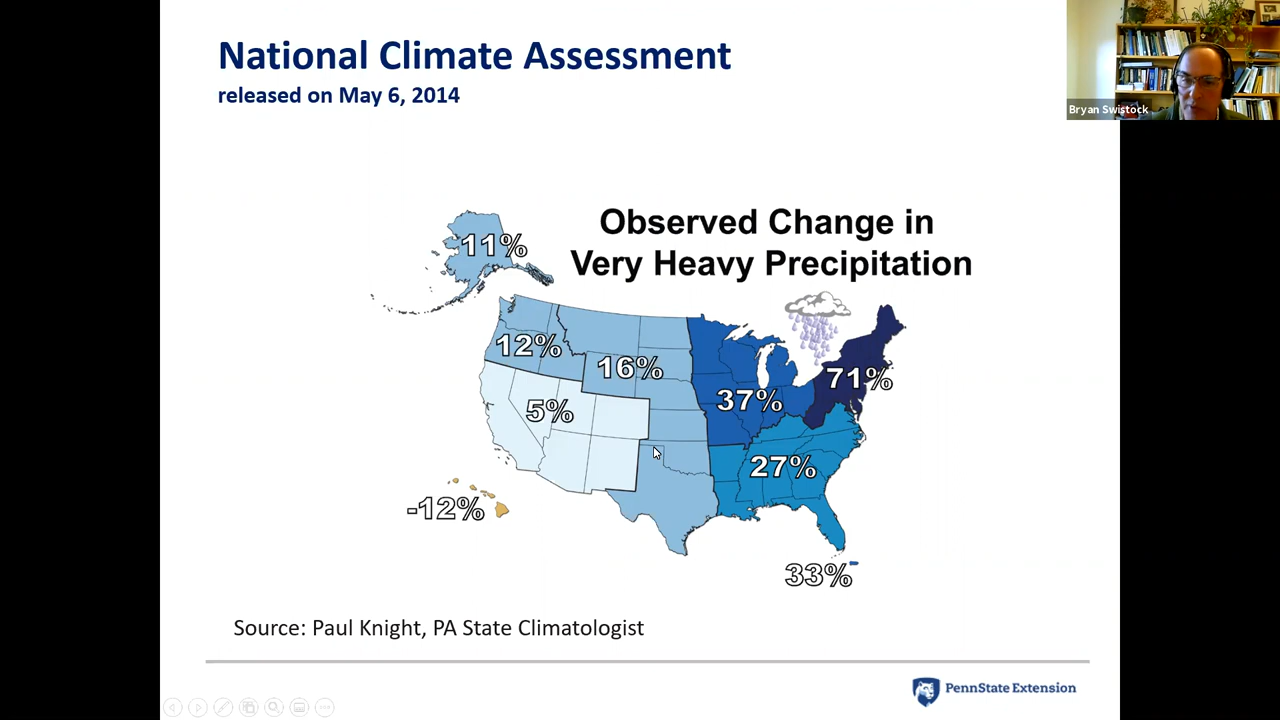 National Climate Assessment
released on May 6, 2014
Bryan Swistock
Observed Change in
Very Heavy Precipitation
11%
12%
16%
71%
37%
5%
27%
-12%
33%
Source: Paul Knight, PA State Climatologist
PennState Extension